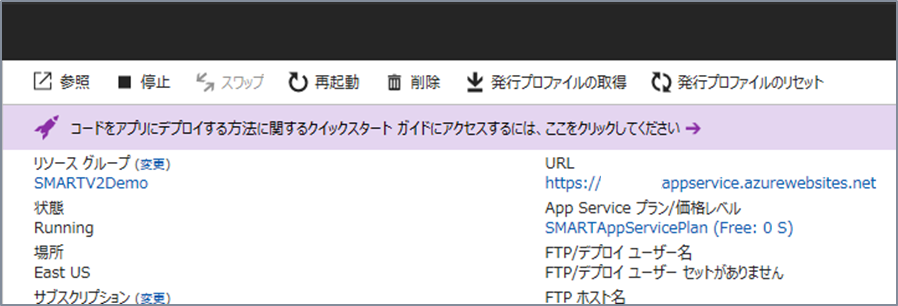 参照 停止 スワップ 再起動 削除 発行プロファイルの取得 発行プロファイルのリセット
コードをアプリにデプロイする方法に関するクイックスタート ガイドにアクセスするには、ここをクリックしてください
リソース グループ (変更)
SMARTV2Demo
状態
Running
場所
East US
サブスクリプション (変更)
URL
https:// appservice.azurewebsites.net
App Service プラン/価格レベル
SMARTAppServicePlan (Free: 0 S)
FTP/デプロイ ユーザー名
FTP/デプロイ ユーザー セットがありません
FTP ホスト名